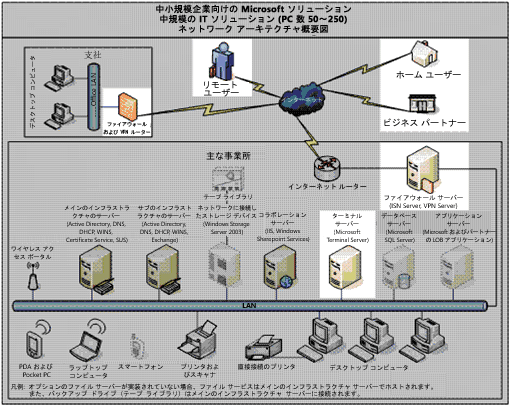 中小規模企業向けの Microsoft ソリューション
中規模の IT ソリューション (PC 数 50～250)
ネットワーク アーキテクチャ概要図
支社
デスクトップ コンピュータ
Office LAN
ファイアウォール
および VPN ルーター
リモート
ユーザー
インターネット
ホーム ユーザー
ビジネス パートナー
主な事業所
テープ ライブラリ
インターネット ルーター
ファイアウォール サーバー
(ISN Server, VPN Server)
ワイヤレス アク
セス ポータル
メインのインフラストラ
クチャのサーバー
(Active Directory, DNS,
DHCP, WINS,
Certificate Service, SUS)
サブのインフラスト
ラクチャのサーバー
(Active Directory,
DNS, DHCP, WINS,
Exchange)
ネットワークに接続し
たストレージ デバイス
(Windows Storage
Server 2003)
コラボレーション
サーバー
(IIS, Windows
Sharepoint Services)
ターミナル
サーバー
(Microsoft
Terminal Server)
データベース
サーバー
(Microsoft
SQL Server)
アプリケーション
サーバー
(Microsoft およびパートナー
の LOB アプリケーション)
LAN
PDA および
Pocket PC
ラップトップ
コンピュータ
スマートフォン
プリンタおよ
びスキャナ
直接接続のプリンタ
デスクトップ コンピュータ
凡例: オプションのファイル サーバーが実装されていない場合、ファイル サービスはメインのインフラストラクチャ サーバーでホストされます。
また、バックアップ ドライブ (テープ ライブラリ) はメインのインフラストラクチャ サーバーに接続されます。